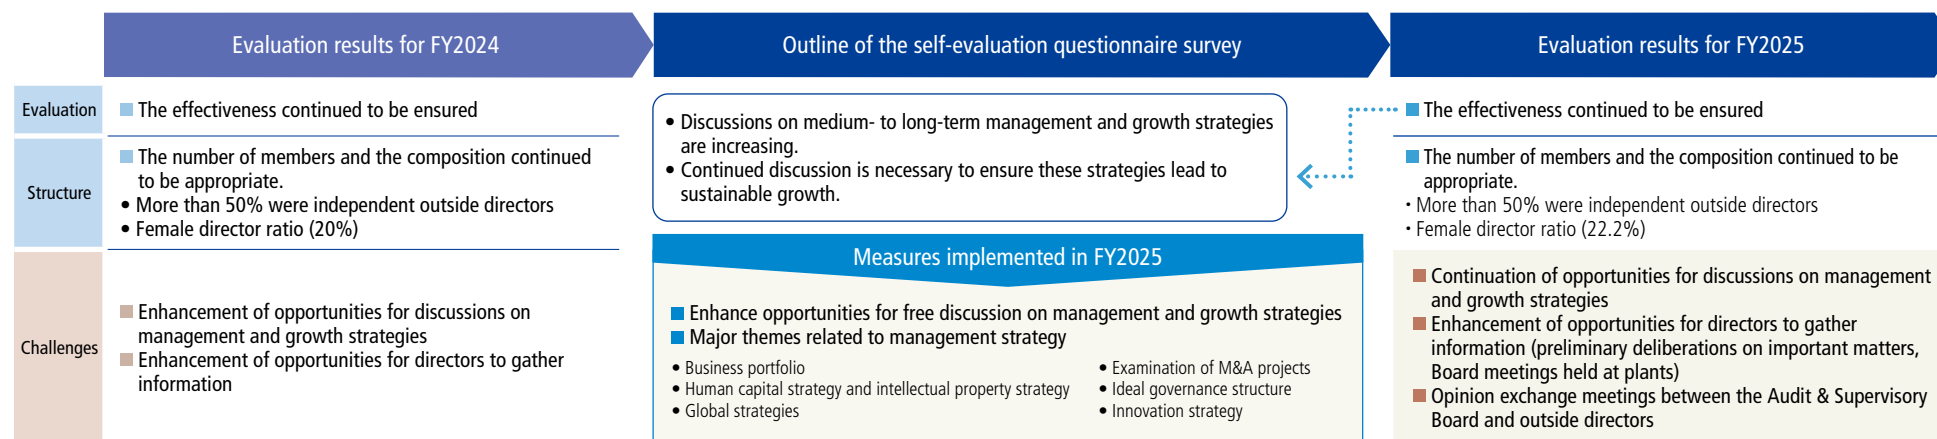 Evaluation results for FY2024
Outline of the self-evaluation questionnaire survey
Evaluation results for FY2025
Evaluation
■ The effectiveness continued to be ensured
Structure
■ The number of members and the composition continued
to be appropriate.
• More than 50% were independent outside directors
• Female director ratio (20%)
Challenges
■ Enhancement of opportunities for discussions on
management and growth strategies
■ Enhancement of opportunities for directors to gather
information
• Discussions on medium- to long-term management and growth strategies
are increasing.
• Continued discussion is necessary to ensure these strategies lead to
sustainable growth.
Measures implemented in FY2025
■ Enhance opportunities for free discussion on management and growth strategies
■ Major themes related to management strategy
• Business portfolio
• Human capital strategy and intellectual property strategy
• Global strategies
• Examination of M&A projects
• Ideal governance structure
• Innovation strategy
■ The effectiveness continued to be ensured
■ The number of members and the composition continued to be
appropriate.
・More than 50% were independent outside directors
・Female director ratio (22.2%)
■ Continuation of opportunities for discussions on management
and growth strategies
■ Enhancement of opportunities for directors to gather
information (preliminary deliberations on important matters,
Board meetings held at plants)
■ Opinion exchange meetings between the Audit & Supervisory
Board and outside directors